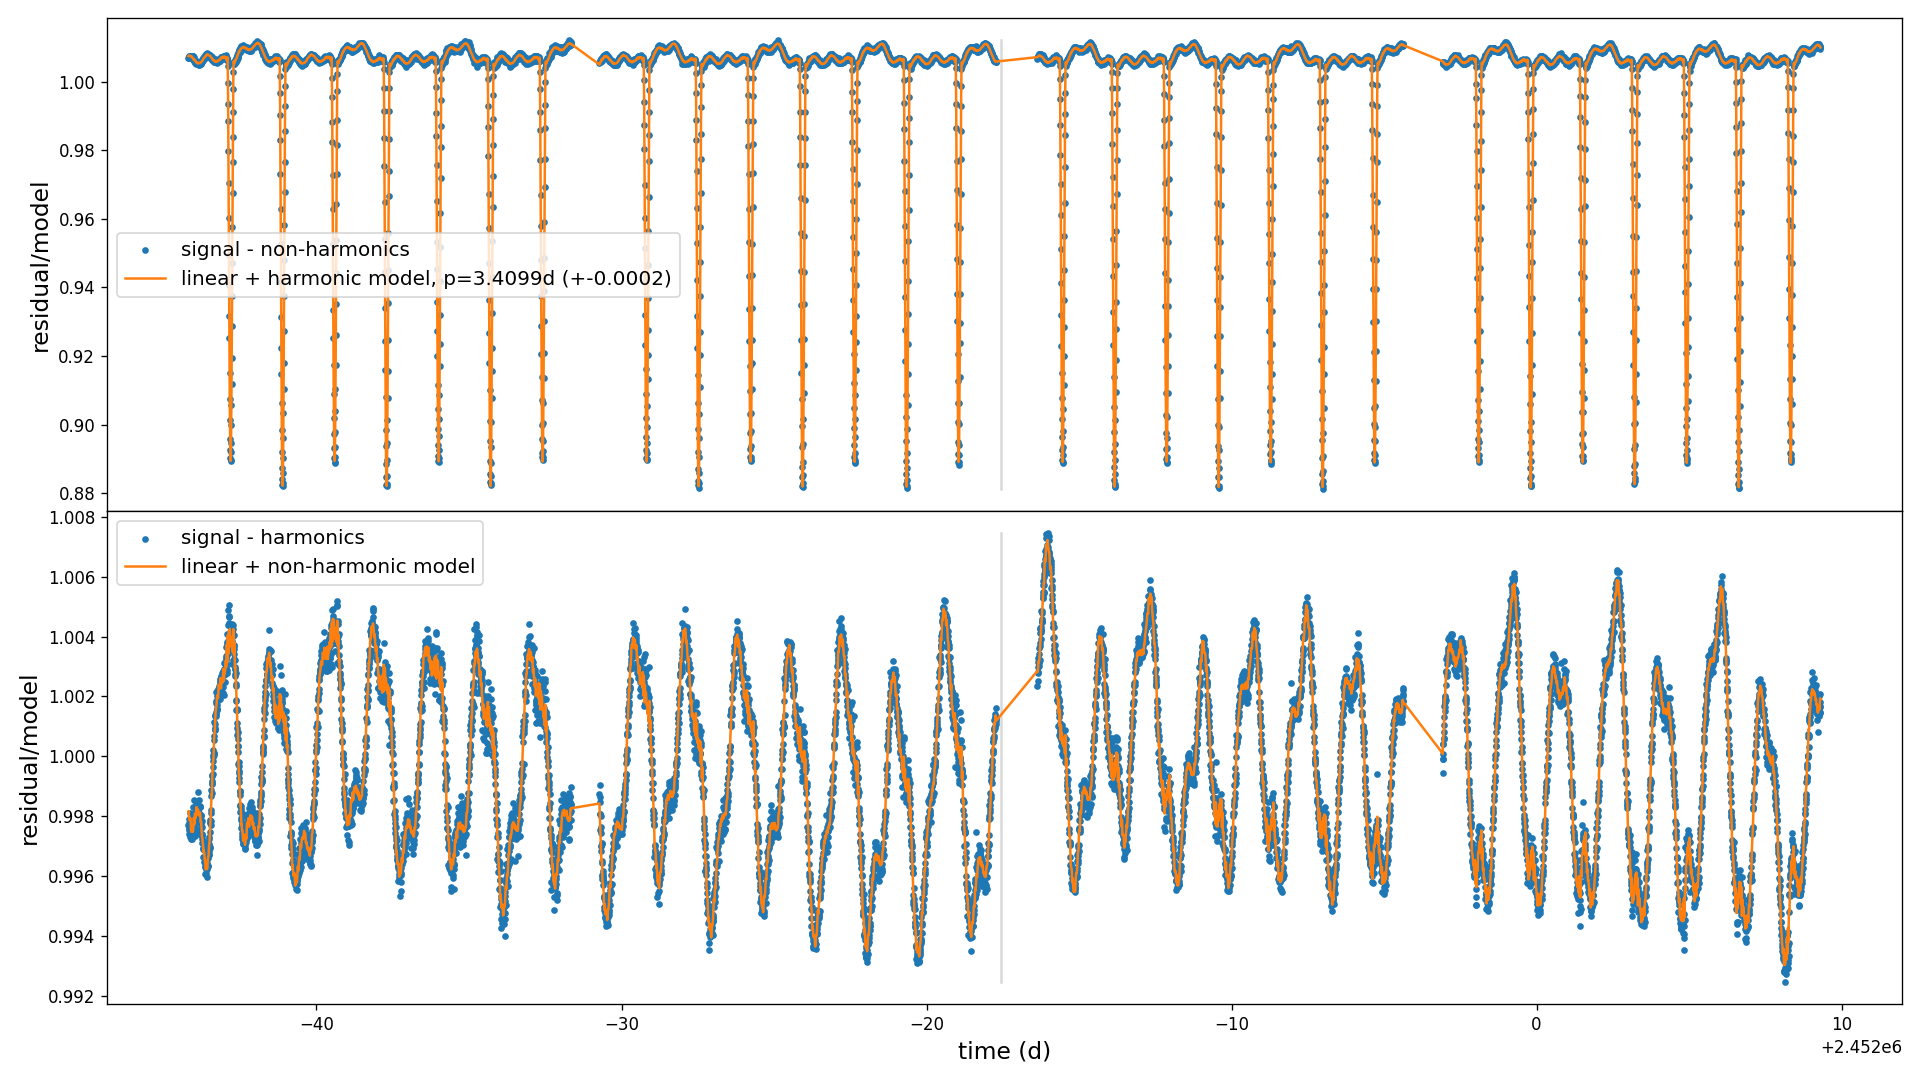 1.00
0.98
0.96
0.94
0.92
0.90
0.88
residual/model
signal - non-harmonics
linear + harmonic model, p=3.4099d (+-0.0002)
1.008
1.006
1.004
1.002
1.000
0.998
0.996
0.994
0.992
residual/model
signal - harmonics
linear + non-harmonic model
−40
−30
−20
−10
0
10
time (d)
+2.452e6